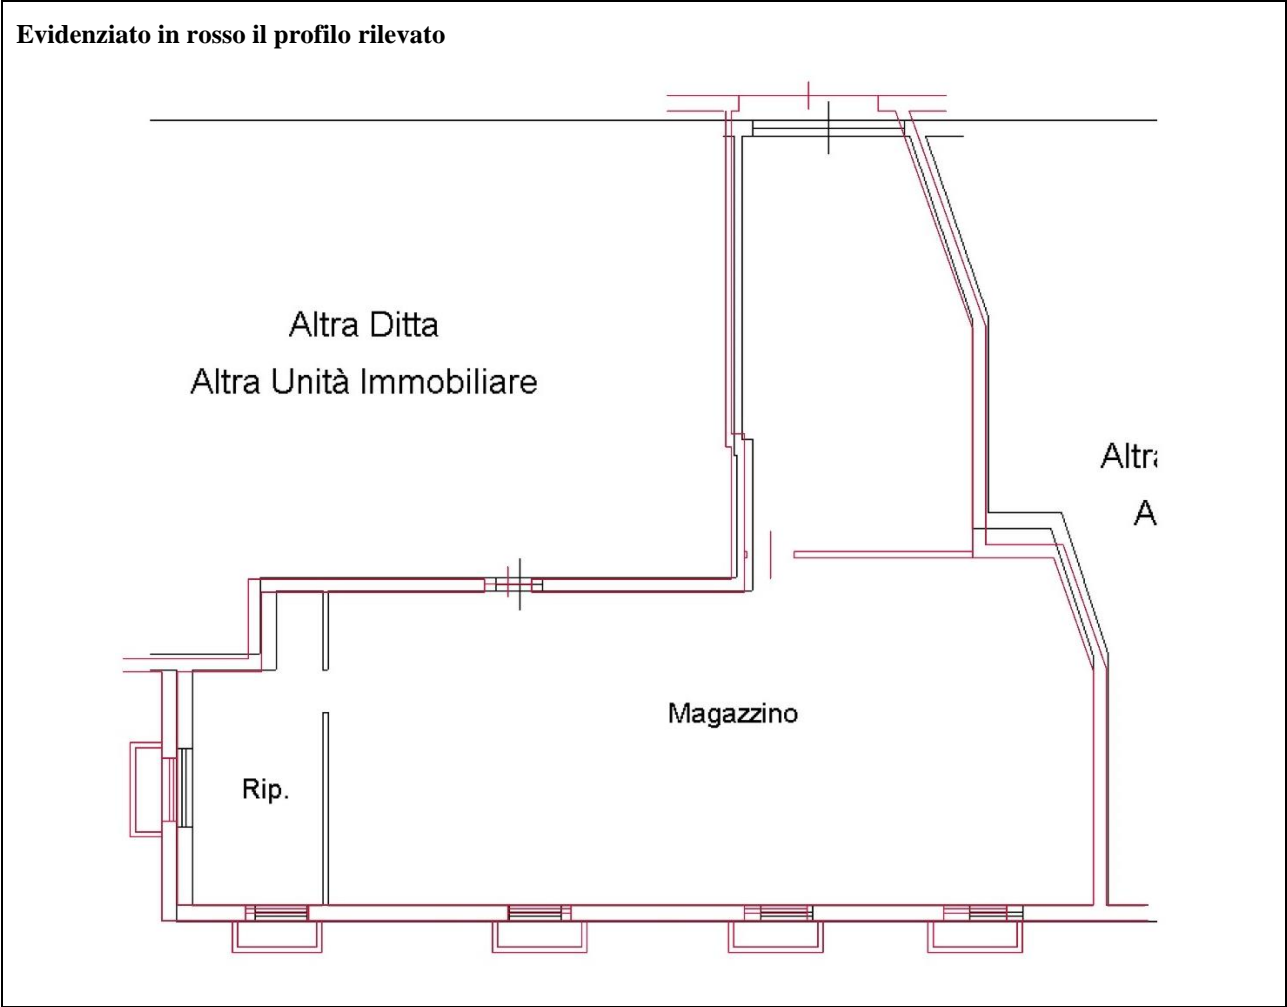 Evidenziato in rosso il profilo rilevato
Altra Ditta
Altra Unità Immobiliare
Magazzino
Rip.